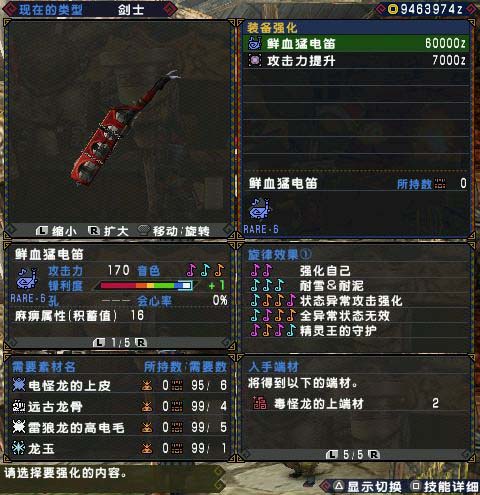 现在的类型 剑士
9463974z
装备强化
鲜血猛电笛 60000z
攻击力提升 7000z
鲜血猛电笛 所持数 0
RARE-6
L 缩小 R 扩大 移动/旋转
鲜血猛电笛
攻击力 170 音色
锋利度 +1
RARE-6 孔 --- 会心率 0%
麻痹属性(积蓄值) 16
L 1/5 R
旋律效果①
强化自己
耐雪&耐泥
状态异常攻击强化
全异常状态无效
精灵王的守护
需要素材名 所持数/需要数
电怪龙的上皮 0 95/ 6
远古龙骨 0 99/ 4
雷狼龙的高电毛 0 99/ 5
龙玉 0 99/ 1
入手端材
将得到以下的端材。
毒怪龙的上端材 2
L 5/5 R
请选择要强化的内容。
显示切换 技能详细